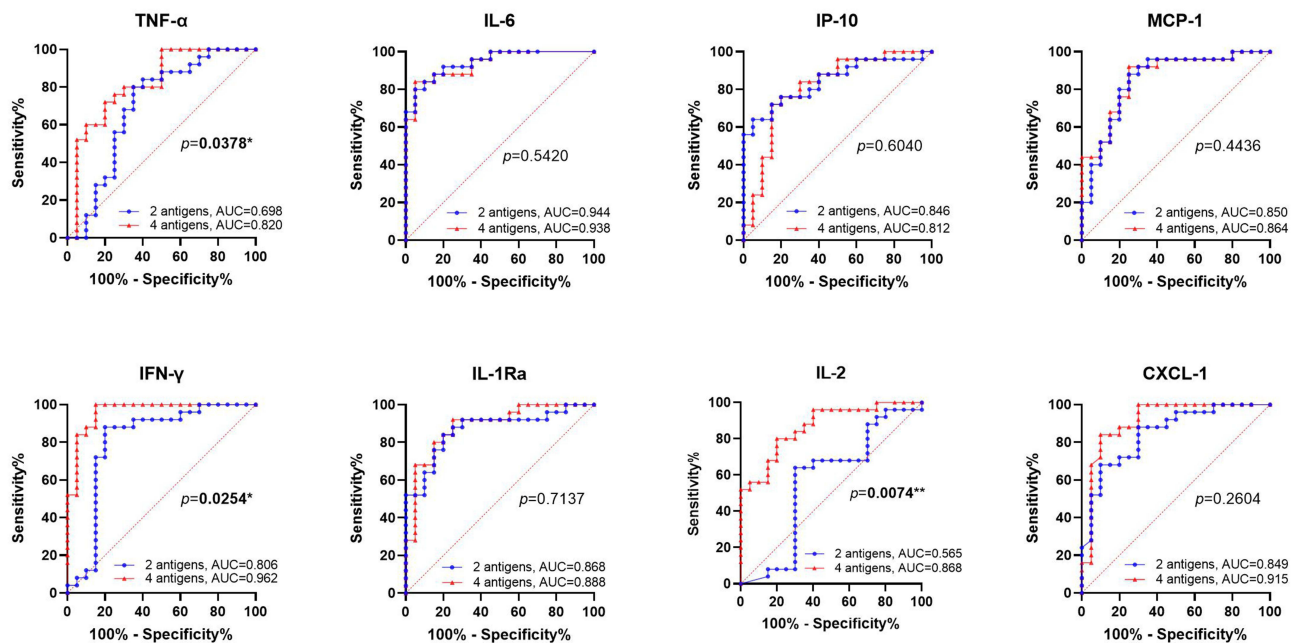 TNF-α
Sensitivity%
100
80
60
40
20
0
p=0.0378*
2 antigens, AUC=0.698
4 antigens, AUC=0.820
0 20 40 60 80 100
100% - Specificity%
IL-6
Sensitivity%
100
80
60
40
20
0
p=0.5420
2 antigens, AUC=0.944
4 antigens, AUC=0.938
0 20 40 60 80 100
100% - Specificity%
IP-10
Sensitivity%
100
80
60
40
20
0
p=0.6040
2 antigens, AUC=0.846
4 antigens, AUC=0.812
0 20 40 60 80 100
100% - Specificity%
MCP-1
Sensitivity%
100
80
60
40
20
0
p=0.4436
2 antigens, AUC=0.850
4 antigens, AUC=0.864
0 20 40 60 80 100
100% - Specificity%
IFN-γ
Sensitivity%
100
80
60
40
20
0
p=0.0254*
2 antigens, AUC=0.806
4 antigens, AUC=0.962
0 20 40 60 80 100
100% - Specificity%
IL-1Ra
Sensitivity%
100
80
60
40
20
0
p=0.7137
2 antigens, AUC=0.868
4 antigens, AUC=0.888
0 20 40 60 80 100
100% - Specificity%
IL-2
Sensitivity%
100
80
60
40
20
0
p=0.0074**
2 antigens, AUC=0.565
4 antigens, AUC=0.868
0 20 40 60 80 100
100% - Specificity%
CXCL-1
Sensitivity%
100
80
60
40
20
0
p=0.2604
2 antigens, AUC=0.849
4 antigens, AUC=0.915
0 20 40 60 80 100
100% - Specificity%